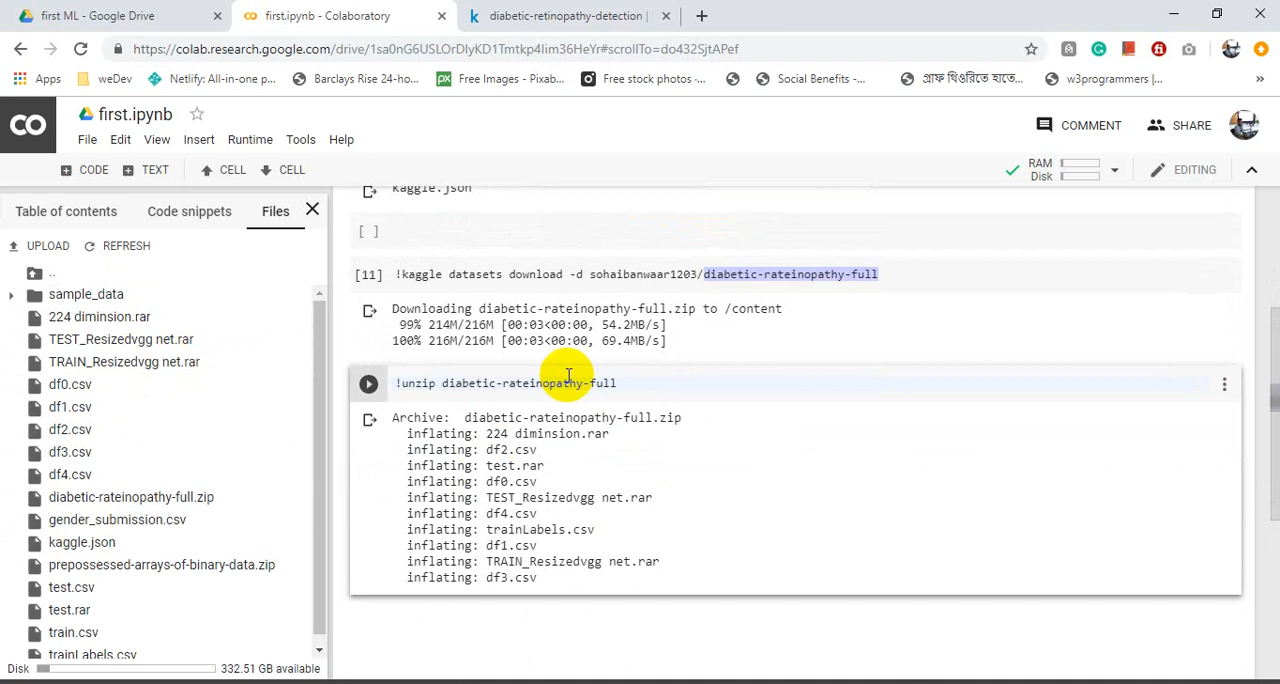 first ML - Google Drive
first.ipynb - Colaboratory
diabetic-retinopathy-detection
https://colab.research.google.com/drive/1sa0nG6USLOrDlyKD1Tmtkp4Iim36HeYr#scrollTo=do432SjtAPef
Apps
weDev
Netlify: All-in-one p...
Barclays Rise 24-ho...
Free Images - Pixab...
Free stock photos ·...
Social Benefits -...
গ্রাফ থিওরিতে হাতে...
w3programmers |...
CO
first.ipynb
COMMENT
SHARE
File Edit View Insert Runtime Tools Help
CODE TEXT CELL CELL
RAM
Disk
EDITING
Table of contents Code snippets Files
UPLOAD REFRESH
..
sample_data
224 diminsion.rar
TEST_Resizedvgg net.rar
TRAIN_Resizedvgg net.rar
df0.csv
df1.csv
df2.csv
df3.csv
df4.csv
diabetic-rateinopathy-full.zip
gender_submission.csv
kaggle.json
prepossessed-arrays-of-binary-data.zip
test.csv
test.rar
train.csv
trainLabels.csv
Disk 332.51 GB available
kaggle.json
[ ]
[11] !kaggle datasets download -d sohaibanwaar1203/diabetic-rateinopathy-full
Downloading diabetic-rateinopathy-full.zip to /content
99% 214M/216M [00:03<00:00, 54.2MB/s]
100% 216M/216M [00:03<00:00, 69.4MB/s]
!unzip diabetic-rateinopathy-full
Archive: diabetic-rateinopathy-full.zip
inflating: 224 diminsion.rar
inflating: df2.csv
inflating: test.rar
inflating: df0.csv
inflating: TEST_Resizedvgg net.rar
inflating: df4.csv
inflating: trainLabels.csv
inflating: df1.csv
inflating: TRAIN_Resizedvgg net.rar
inflating: df3.csv